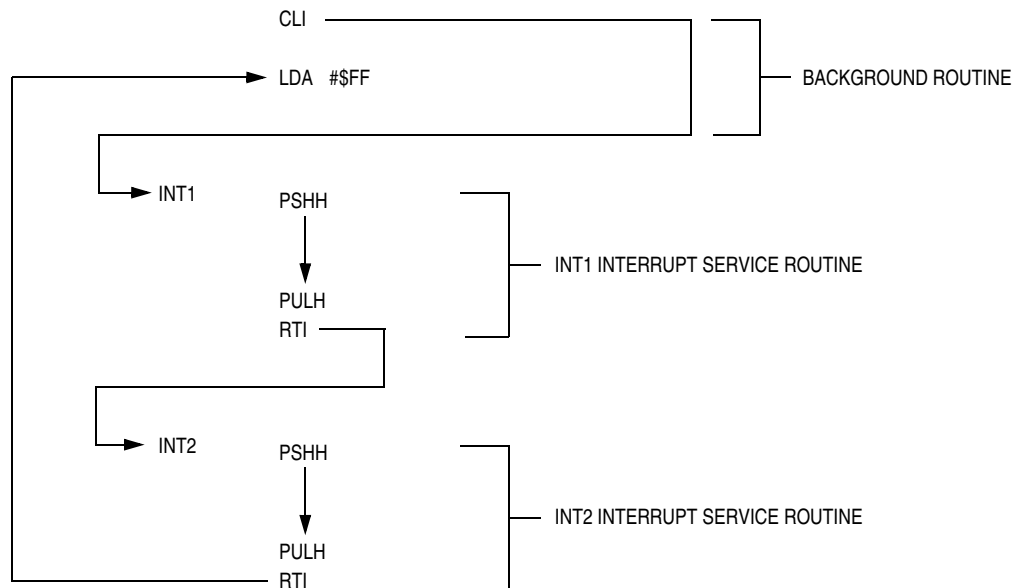 CLI
LDA #$FF
BACKGROUND ROUTINE
INT1
PSHH
INT1 INTERRUPT SERVICE ROUTINE
PULH
RTI
INT2
PSHH
INT2 INTERRUPT SERVICE ROUTINE
PULH
RTI